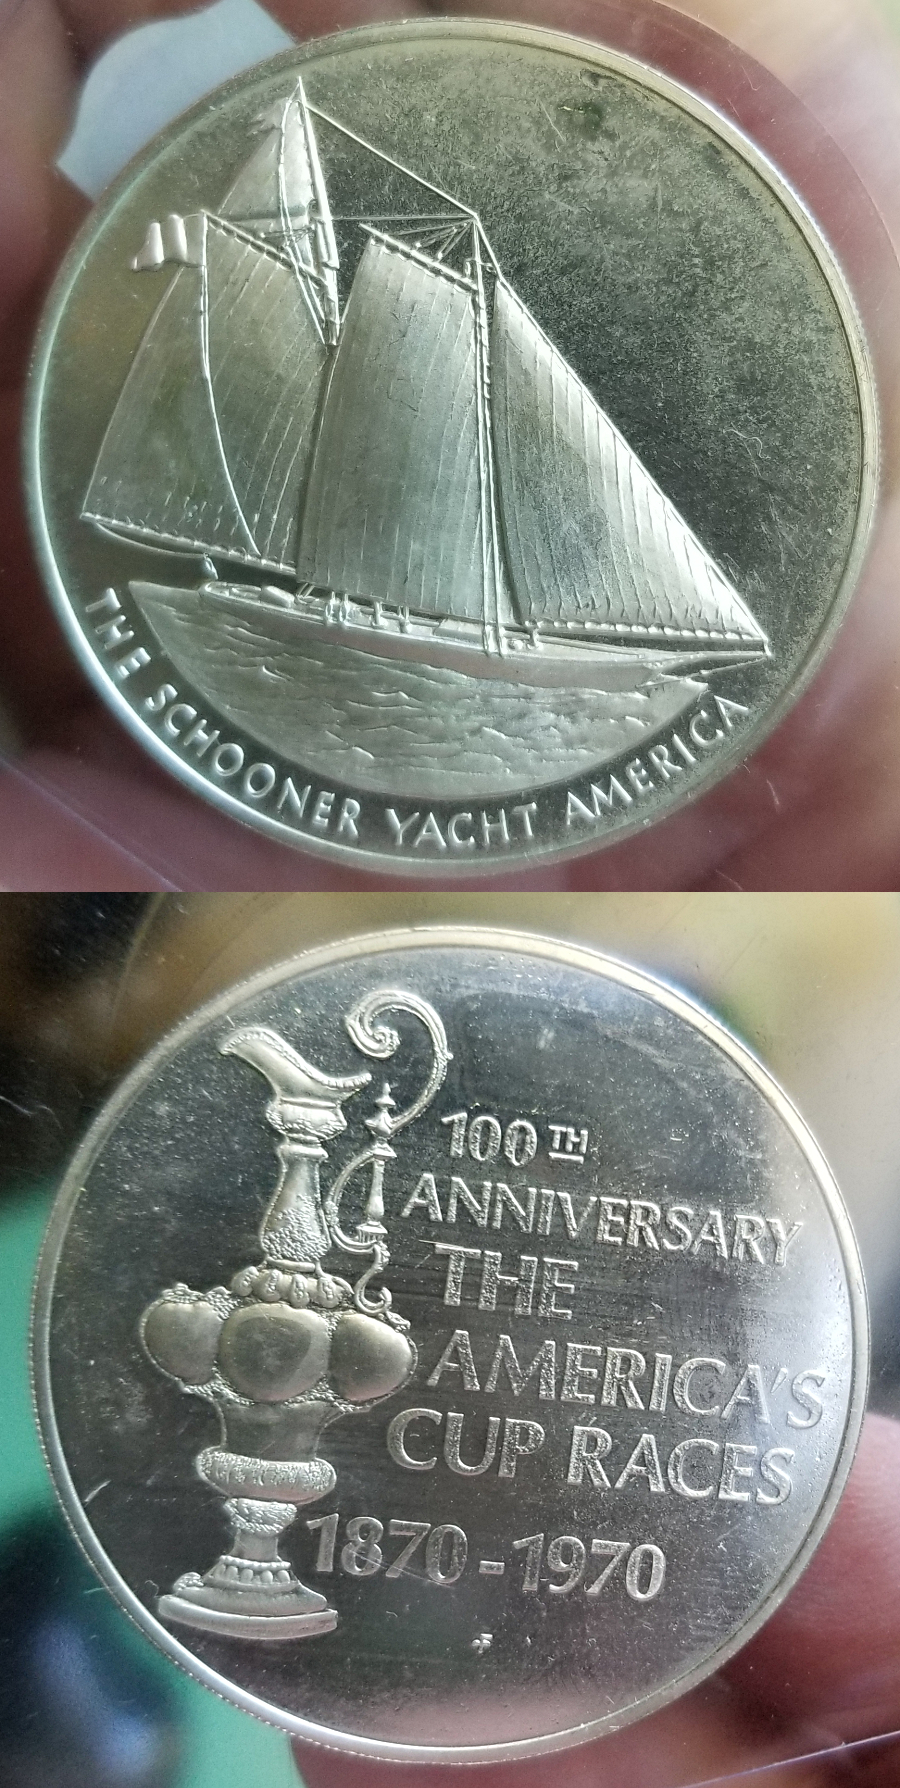 THE SCHOONER YACHT AMERICA
100TH
ANNIVERSARY
THE
AMERICA'S
CUP RACES
1870-1970